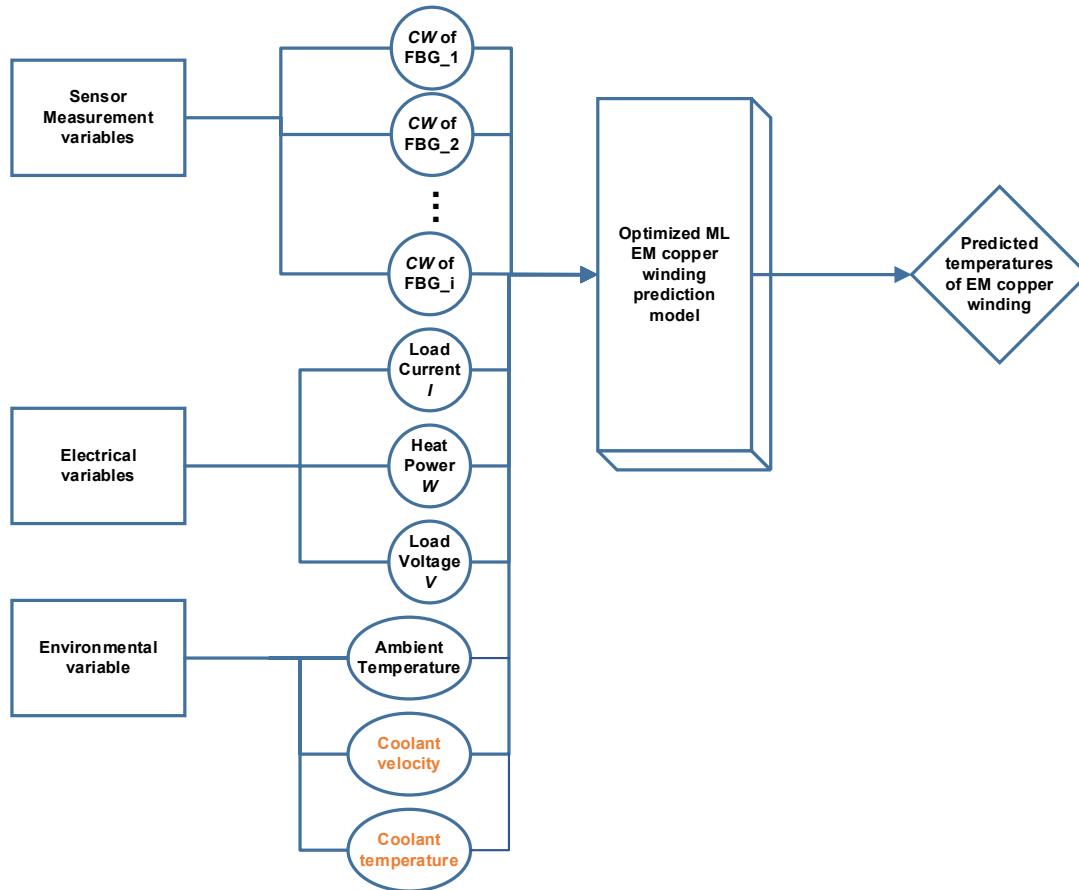 Sensor
Measurement
variables
CW of
FBG_1
CW of
FBG_2
...
CW of
FBG_i
Load
Current
I
Electrical
variables
Heat
Power
W
Load
Voltage
V
Environmental
variable
Ambient
Temperature
Coolant
velocity
Coolant
temperature
Optimized ML
EM copper
winding
prediction
model
Predicted
temperatures
of EM copper
winding